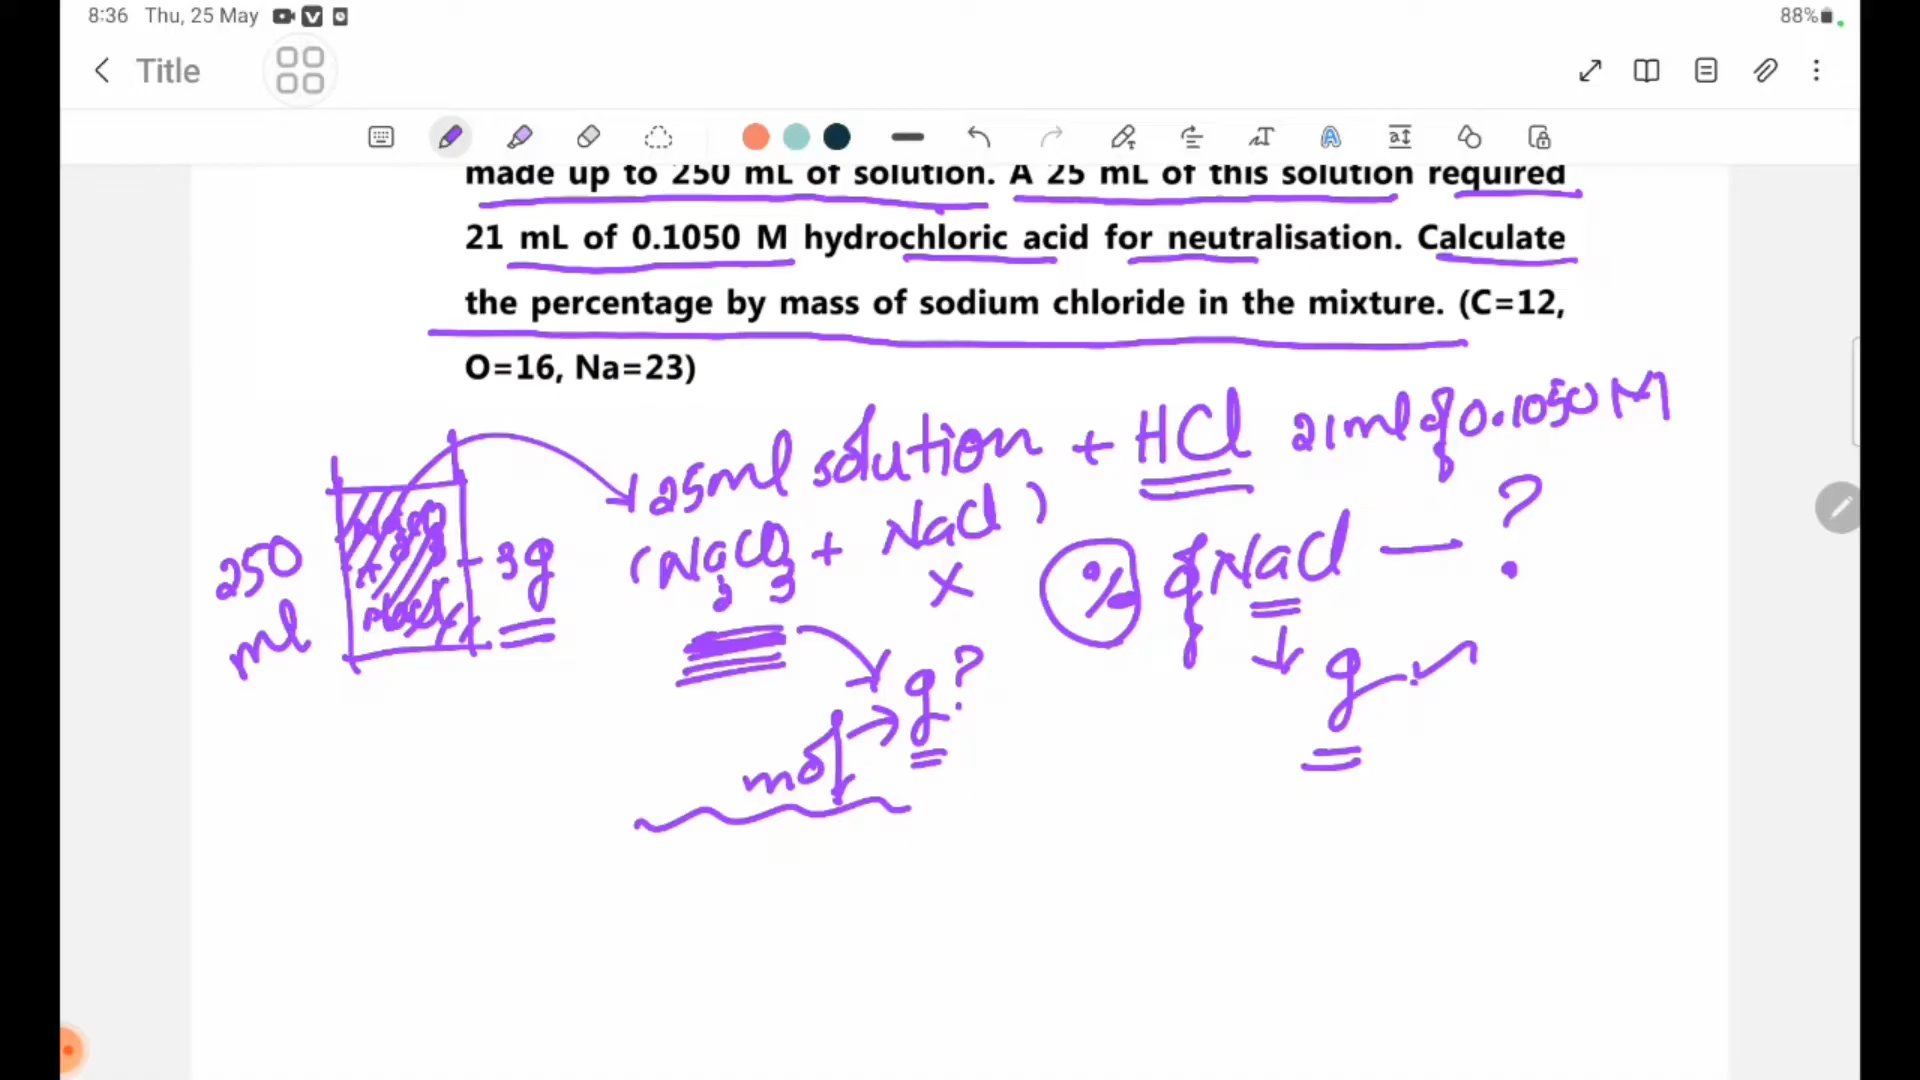 8:36 Thu, 25 May
88%
Title
made up to 250 mL of solution. A 25 mL of this solution required
21 mL of 0.1050 M hydrochloric acid for neutralisation. Calculate
the percentage by mass of sodium chloride in the mixture. (C=12,
O=16, Na=23)
25ml solution + HCl 21ml of 0.1050 M
250 ml
3g
(Na2CO3 + NaCl)
x
% of NaCl — ?
g?
g
mol